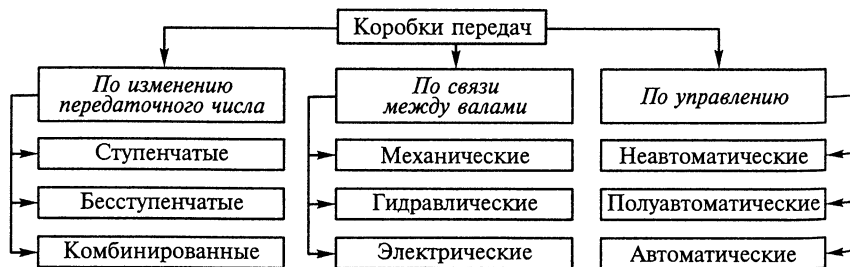 Коробки передач
По изменению
передаточного числа
По связи
между валами
По управлению
Ступенчатые
Механические
Неавтоматические
Бесступенчатые
Гидравлические
Полуавтоматические
Комбинированные
Электрические
Автоматические